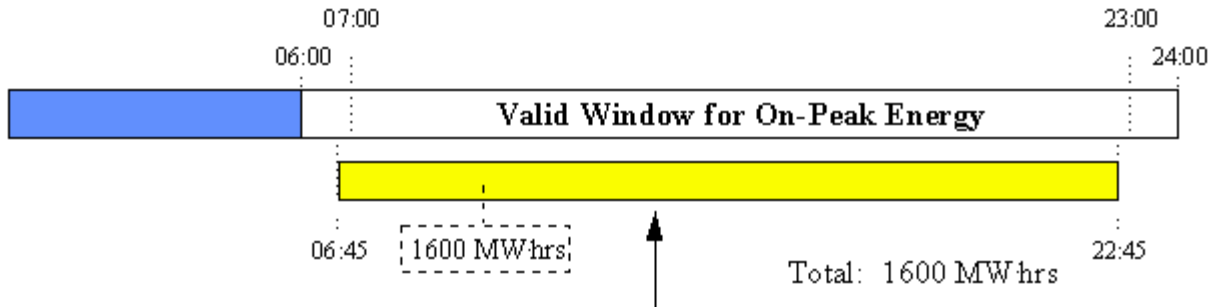 07:00 23:00
06:00 24:00
Valid Window for On-Peak Energy
06:45 1600 MWhrs 22:45
Total: 1600 MWhrs